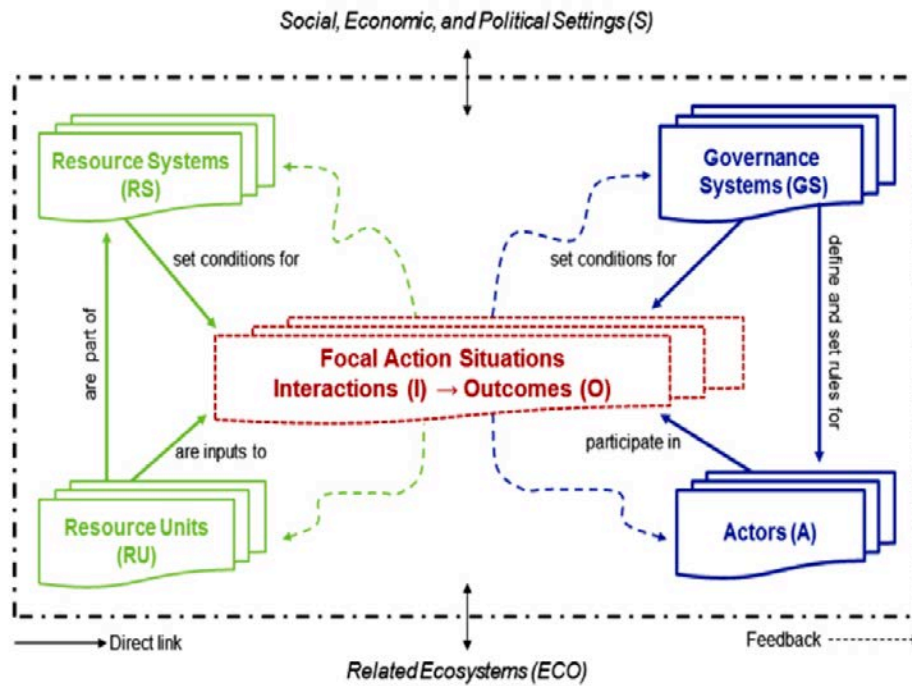 Social, Economic, and Political Settings (S)
Resource Systems
(RS)
Governance
Systems (GS)
set conditions for
set conditions for
define and set rules for
are part of
Focal Action Situations
Interactions (I) → Outcomes (O)
are inputs to
participate in
Resource Units
(RU)
Actors (A)
Direct link
Feedback
Related Ecosystems (ECO)